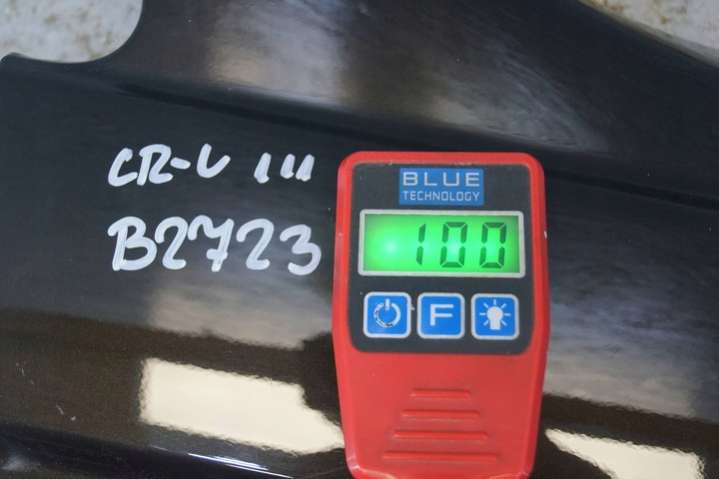 CR-V III
B2723
BLUE
TECHNOLOGY
100
F